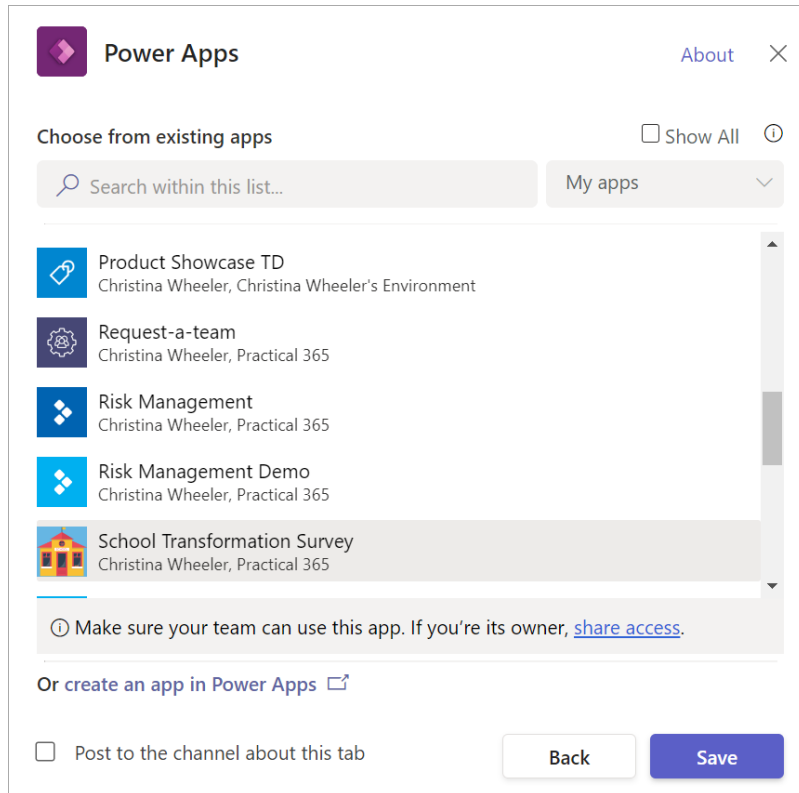 Power Apps
About
Choose from existing apps
Show All
Search within this list...
My apps
Product Showcase TD
Christina Wheeler, Christina Wheeler's Environment
Request-a-team
Christina Wheeler, Practical 365
Risk Management
Christina Wheeler, Practical 365
Risk Management Demo
Christina Wheeler, Practical 365
School Transformation Survey
Christina Wheeler, Practical 365
Make sure your team can use this app. If you're its owner, share access.
Or create an app in Power Apps
Post to the channel about this tab
Back
Save